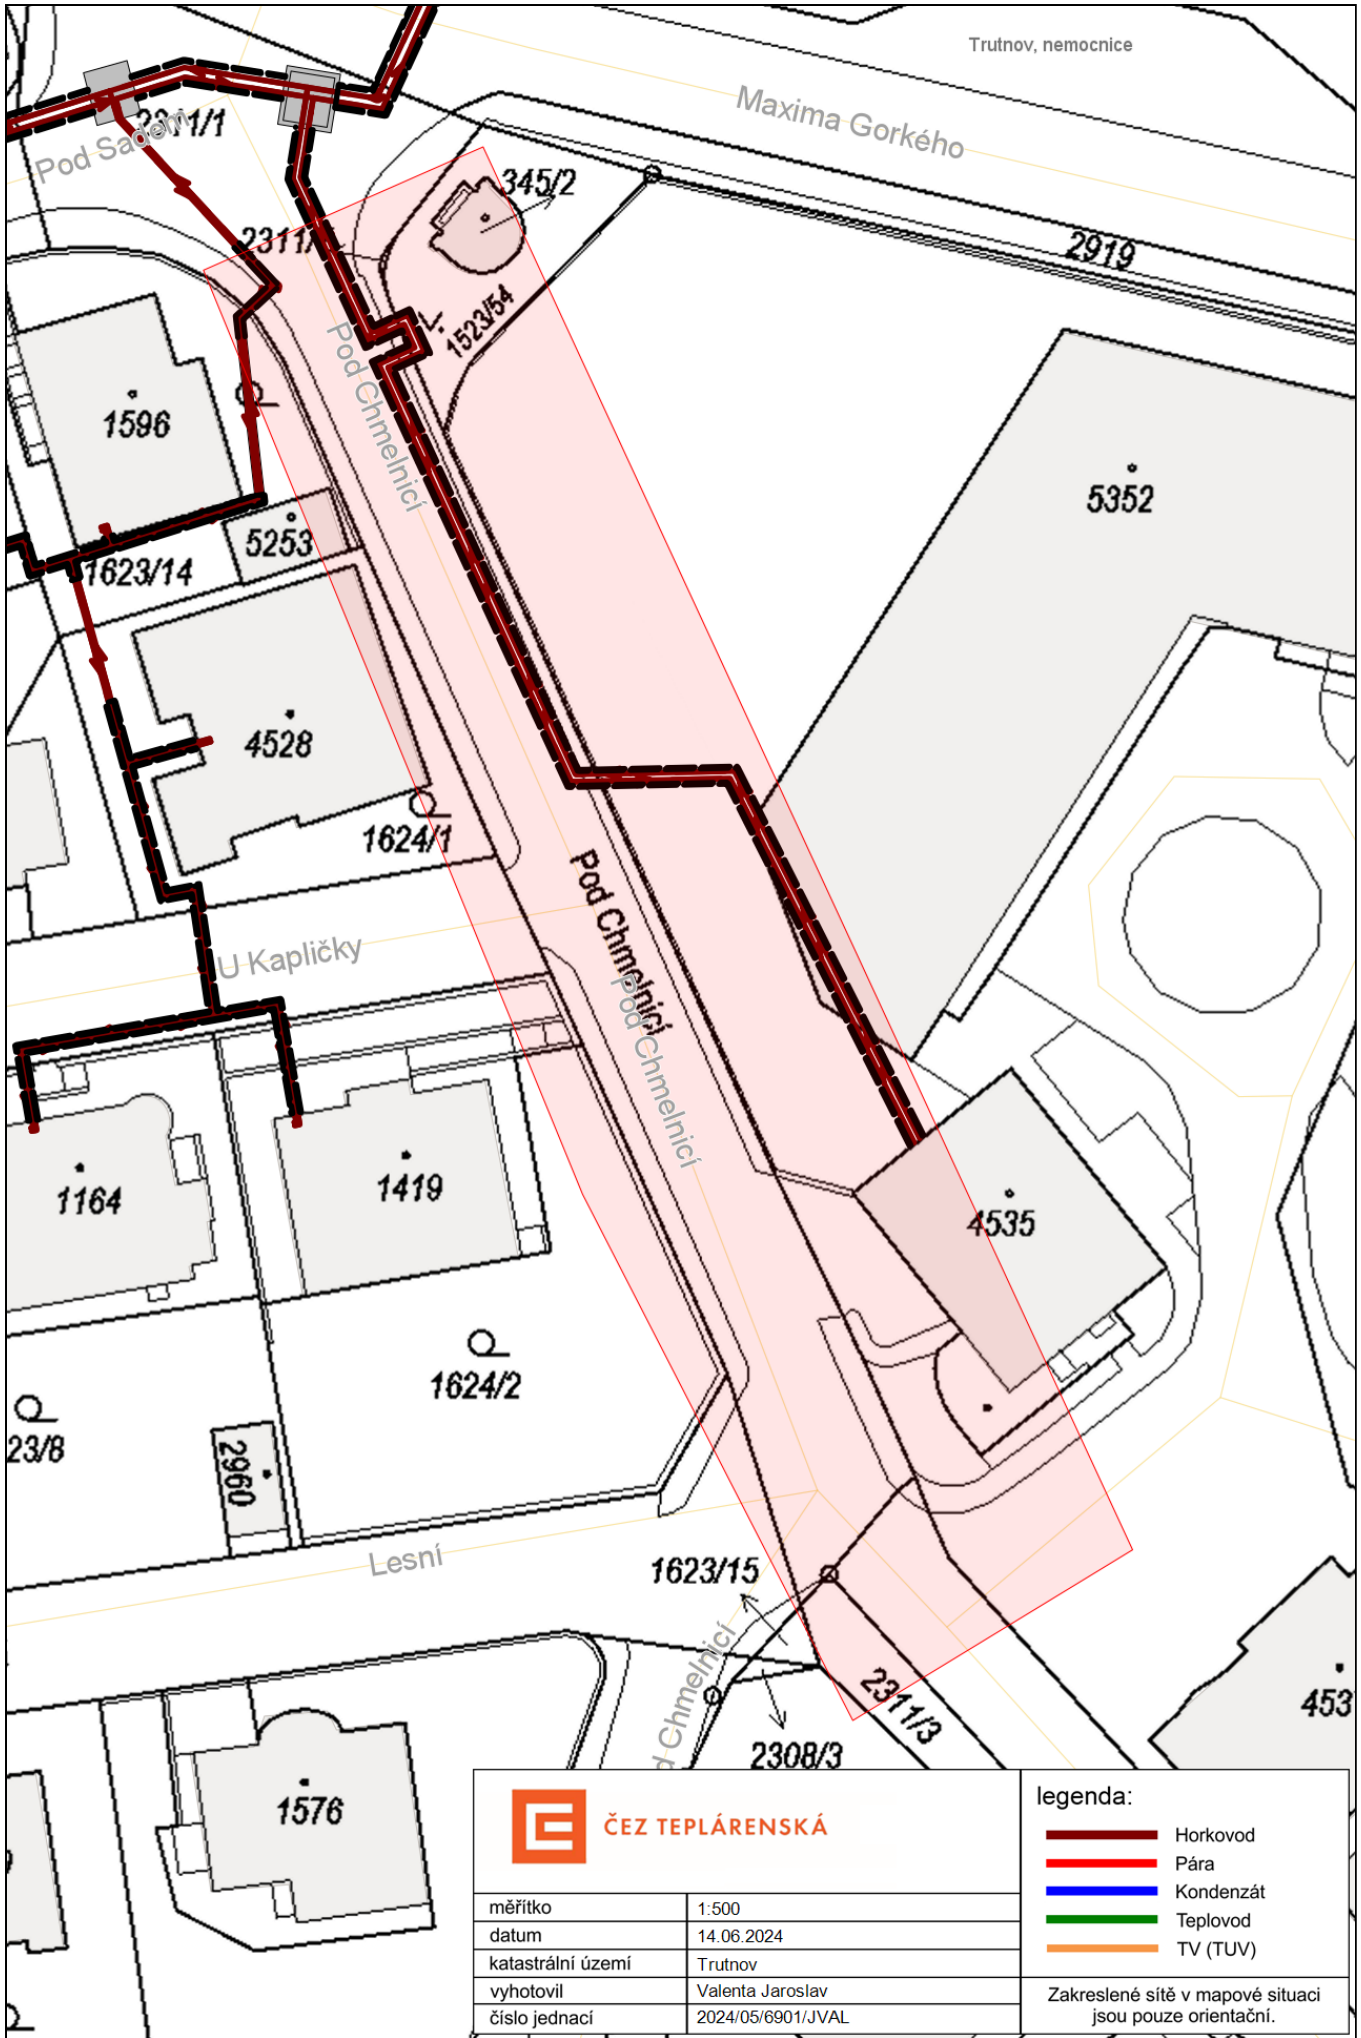 Trutnov, nemocnice
Maxima Gorkého
Pod Sadem
345/2
2919
1523/54
Pod Chmelnicí
1596
5352
5253
1623/14
4528
1624/1
Pod Chmelnicí
U Kapličky
Pod Chmelnicí
1164
1419
4535
1624/2
23/8
2960
Lesní
1623/15
d Chmelnicí
2311/3
453
2308/3
1576
ČEZ TEPLÁRENSKÁ
měřítko 1:500
datum 14.06.2024
katastrální území Trutnov
vyhotovil Valenta Jaroslav
číslo jednací 2024/05/6901/JVAL
legenda:
Horkovod
Pára
Kondenzát
Teplovod
TV (TUV)
Zakreslené sítě v mapové situaci
jsou pouze orientační.